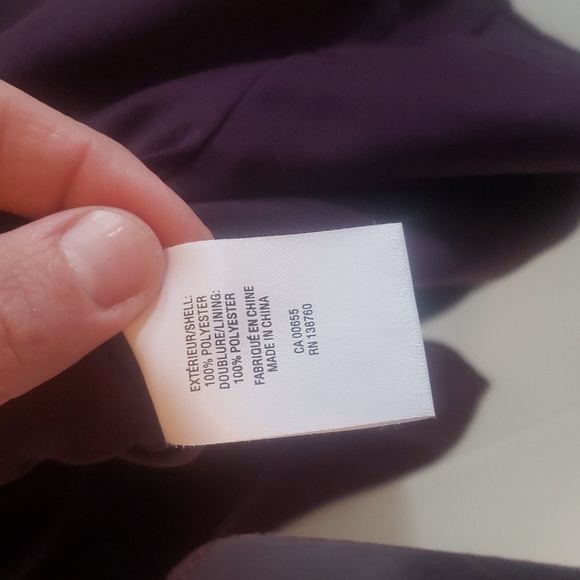 EXTÉRIEUR/SHELL:
100% POLYESTER
DOUBLURE/LINING:
100% POLYESTER
FABRIQUÉ EN CHINE
MADE IN CHINA
CA 00655
RN 138760